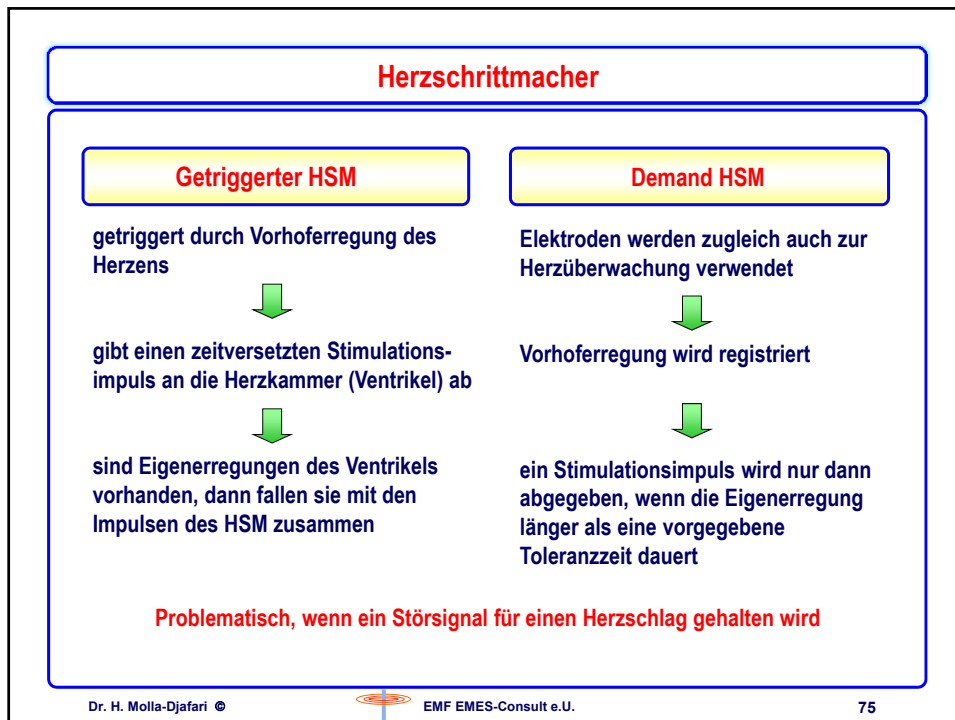 Herzschrittmacher
Getriggerter HSM
getriggert durch Vorhoferregung des
Herzens
gibt einen zeitversetzten Stimulations-
impuls an die Herzkammer (Ventrikel) ab
sind Eigenerregungen des Ventrikels
vorhanden, dann fallen sie mit den
Impulsen des HSM zusammen
Demand HSM
Elektroden werden zugleich auch zur
Herzüberwachung verwendet
Vorhoferregung wird registriert
ein Stimulationsimpuls wird nur dann
abgegeben, wenn die Eigenerregung
länger als eine vorgegebene
Toleranzzeit dauert
Problematisch, wenn ein Störsignal für einen Herzschlag gehalten wird
Dr. H. Molla-Djafari © EMF EMES-Consult e.U. 75